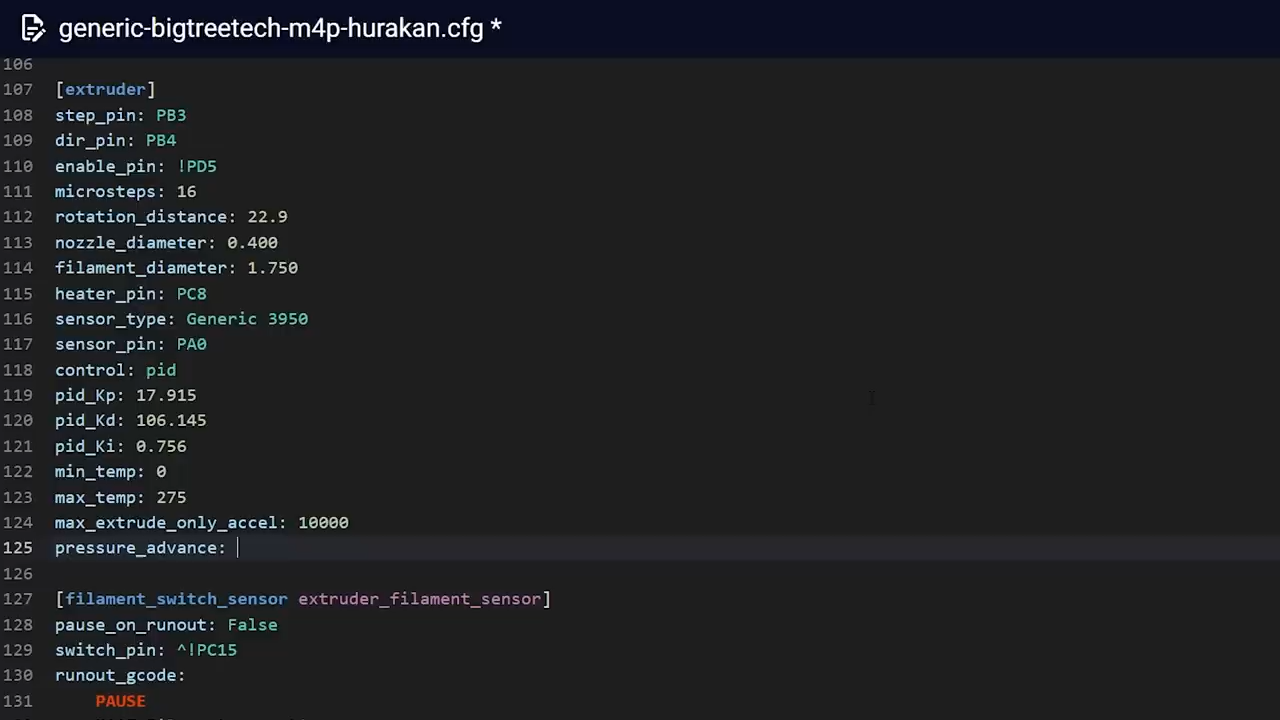 generic-bigtreetech-m4p-hurakan.cfg *
106
107 [extruder]
108 step_pin: PB3
109 dir_pin: PB4
110 enable_pin: !PD5
111 microsteps: 16
112 rotation_distance: 22.9
113 nozzle_diameter: 0.400
114 filament_diameter: 1.750
115 heater_pin: PC8
116 sensor_type: Generic 3950
117 sensor_pin: PA0
118 control: pid
119 pid_Kp: 17.915
120 pid_Kd: 106.145
121 pid_Ki: 0.756
122 min_temp: 0
123 max_temp: 275
124 max_extrude_only_accel: 10000
125 pressure_advance:
126
127 [filament_switch_sensor extruder_filament_sensor]
128 pause_on_runout: False
129 switch_pin: ^!PC15
130 runout_gcode:
131 PAUSE